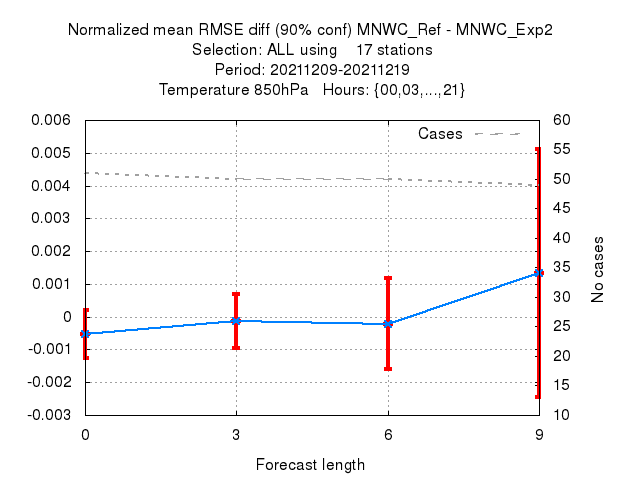 Normalized mean RMSE diff (90% conf) MNWC_Ref - MNWC_Exp2
Selection: ALL using    17 stations
Period: 20211209-20211219
Temperature 850hPa   Hours: {00,03,...,21}
Cases
0.006
0.005
0.004
0.003
0.002
0.001
0
-0.001
-0.002
-0.003
60
55
50
45
40
35
30
25
20
15
10
No cases
0 3 6 9
Forecast length